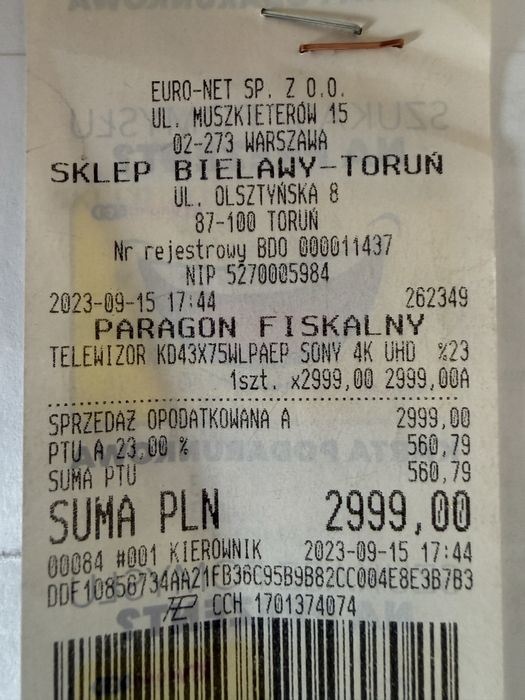 EURO-NET SP. Z O.O.
UL. MUSZKIETERÓW 15
02-273 WARSZAWA
SKLEP BIELAWY-TORUŃ
UL. OLSZTYŃSKA 8
87-100 TORUŃ
Nr rejestrowy BDO 000011437
NIP 5270005984
2023-09-15 17:44 262349
PARAGON FISKALNY
TELEWIZOR KD43X75WLPAEP SONY 4K UHD %23
1szt. x2999,00 2999,00A
SPRZEDAŻ OPODATKOWANA A 2999,00
PTU A 23,00 % 560,79
SUMA PTU 560,79
SUMA PLN 2999,00
00084 #001 KIEROWNIK 2023-09-15 17:44
DDF10856734AA21FB36C95B9B82CC004E8E3B7B3
CCH 1701374074